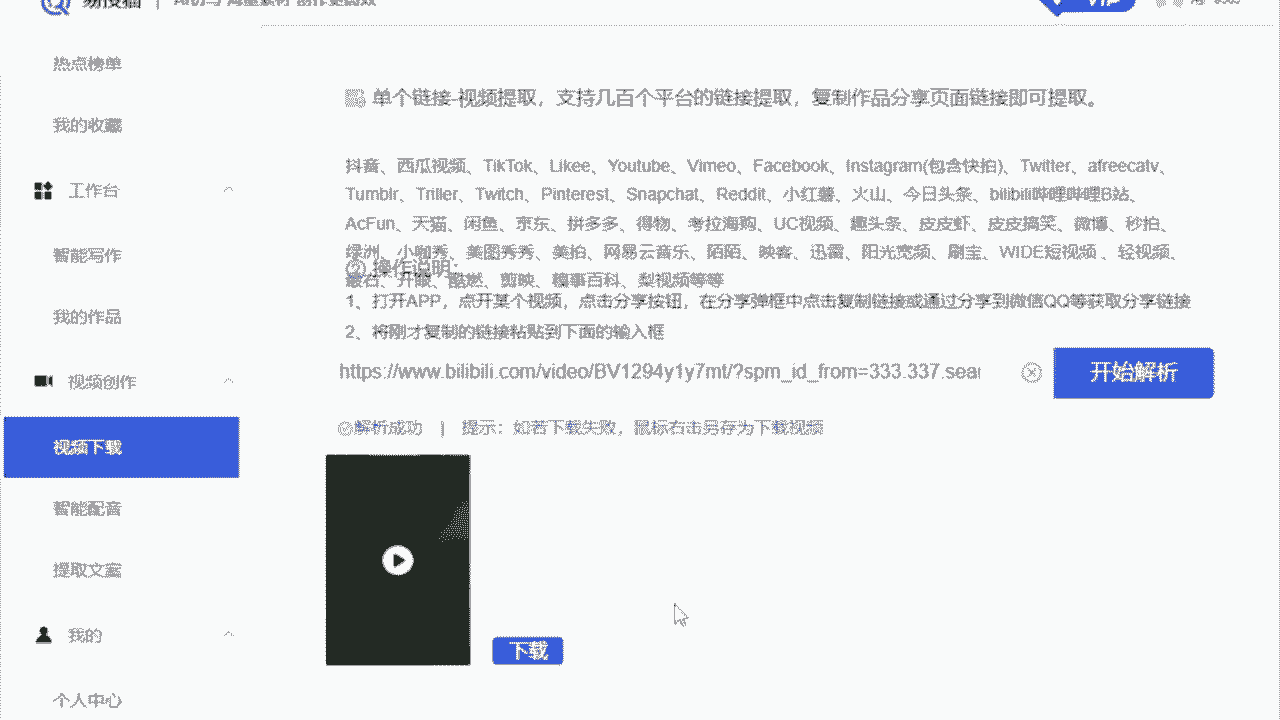 热点榜单
我的收藏
工作台
智能写作
我的作品
视频创作
视频下载
智能配音
提取文案
我的
个人中心
单个链接-视频提取，支持几百个平台的链接提取，复制作品分享页面链接即可提取。
抖音、西瓜视频、TikTok、Likee、Youtube、Vimeo、Facebook、Instagram(包含快拍)、Twitter、afreecatv、
Tumblr、Triller、Twitch、Pinterest、Snapchat、Reddit、小红薯、火山、今日头条、bilibili哔哩哔哩B站、
AcFun、天猫、闲鱼、京东、拼多多、得物、考拉海购、UC视频、趣头条、皮皮虾、皮皮搞笑、微博、秒拍、
绿洲、小咖秀、美图秀秀、美拍、网易云音乐、陌陌、映客、迅雷、阳光宽频、刷宝、WIDE短视频 、轻视频、
开眼、酷燃、剪映、糗事百科、梨视频等等
操作说明：
1、打开APP，点开某个视频，点击分享按钮，在分享弹框中点击复制链接或通过分享到微信QQ等获取分享链接
2、将刚才复制的链接粘贴到下面的输入框
https://www.bilibili.com/video/BV1294y1y7mt/?spm_id_from=333.337.sear
开始解析
解析成功 | 提示：如若下载失败，鼠标右击另存为下载视频
下载